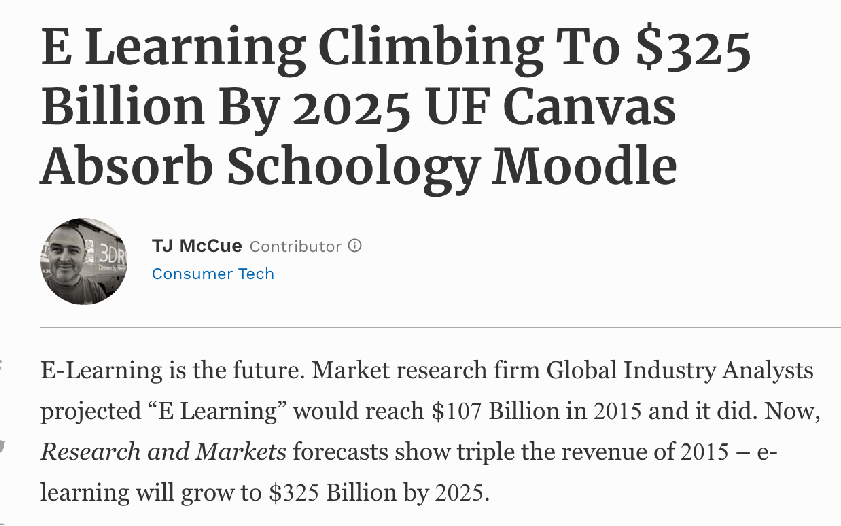 E Learning Climbing To $325
Billion By 2025 UF Canvas
Absorb Schoology Moodle
TJ McCue Contributor
Consumer Tech
E-Learning is the future. Market research firm Global Industry Analysts
projected “E Learning” would reach $107 Billion in 2015 and it did. Now,
Research and Markets forecasts show triple the revenue of 2015 – e-
learning will grow to $325 Billion by 2025.